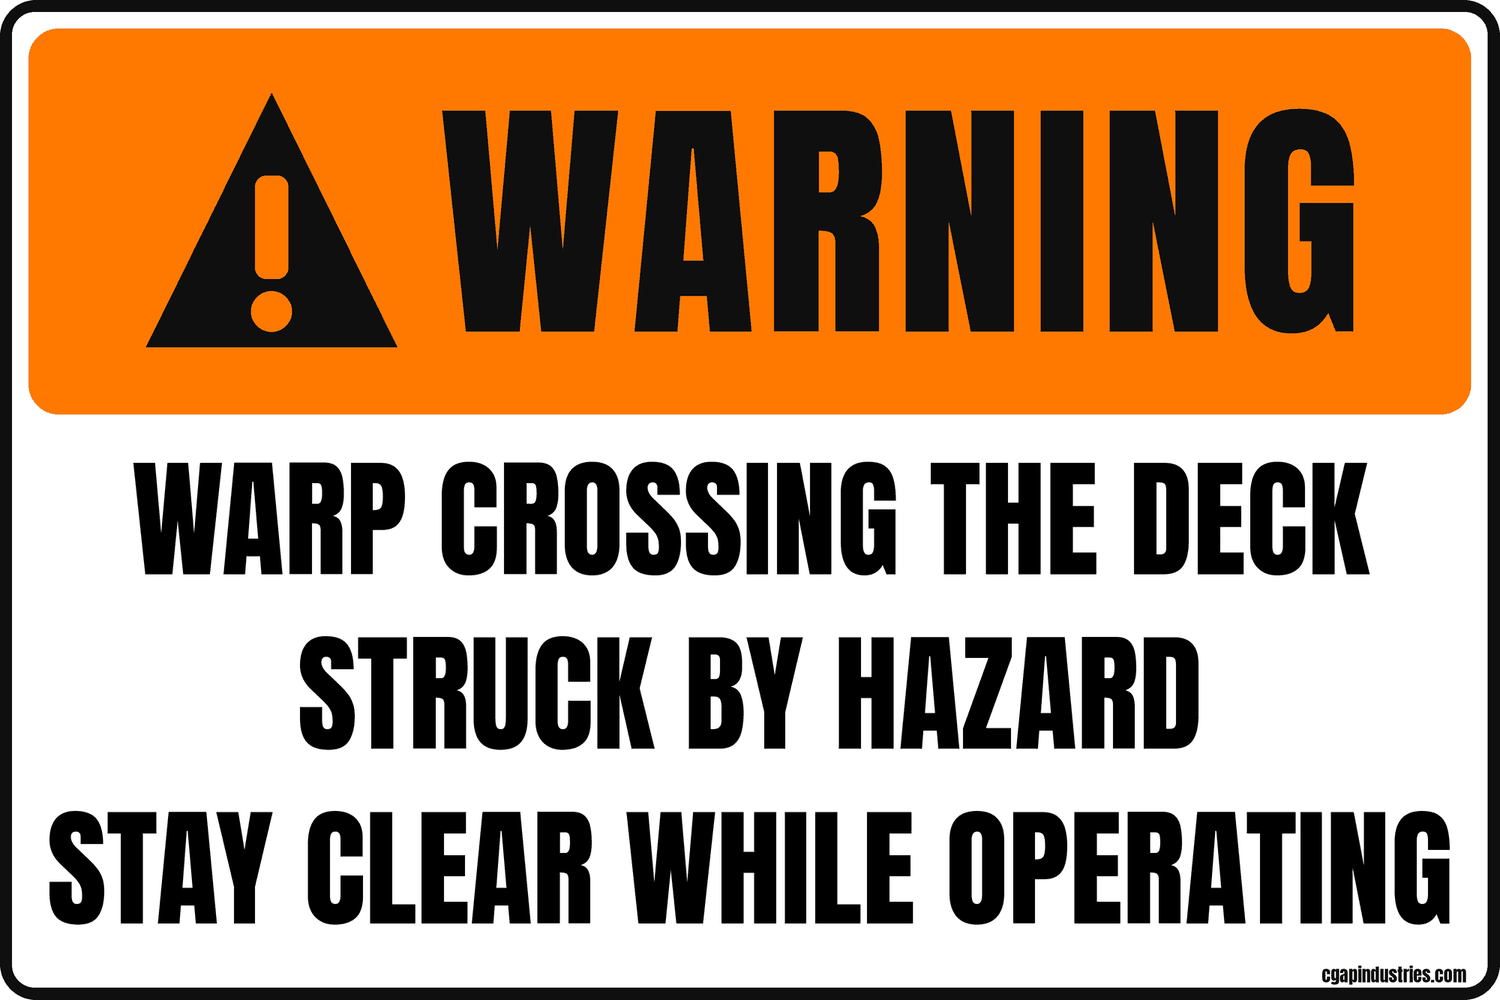 WARNING
WARP CROSSING THE DECK
STRUCK BY HAZARD
STAY CLEAR WHILE OPERATING
cgapindustries.com